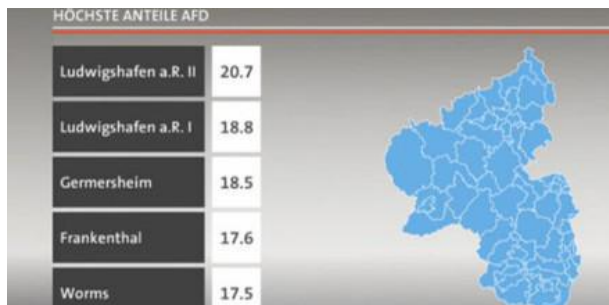 HÖCHSTE ANTEILE AFD
Ludwigshafen a.R. II 20.7
Ludwigshafen a.R. I 18.8
Germersheim 18.5
Frankenthal 17.6
Worms 17.5